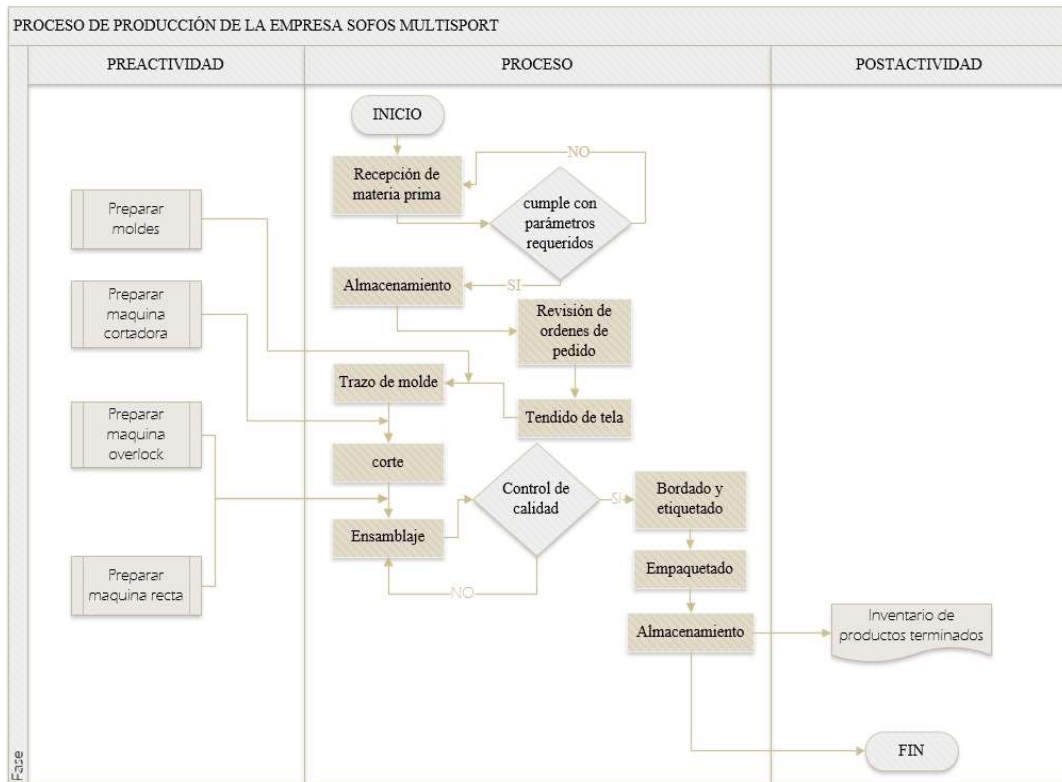 PROCESO DE PRODUCCIÓN DE LA EMPRESA SOFOS MULTISPORT
PREACTIVIDAD
PROCESO
POSTACTIVIDAD
INICIO
Recepción de
materia prima
NO
cumple con
parámetros
requeridos
Preparar
moldes
Almacenamiento
SI
Preparar
maquina
cortadora
Revisión de
ordenes de
pedido
Trazo de molde
Tendido de tela
Preparar
maquina
overlock
corte
Control de
calidad
SI
Bordado y
etiquetado
Ensamblaje
NO
Empaquetado
Preparar
maquina recta
Almacenamiento
Inventario de
productos terminados
FIN
Fase